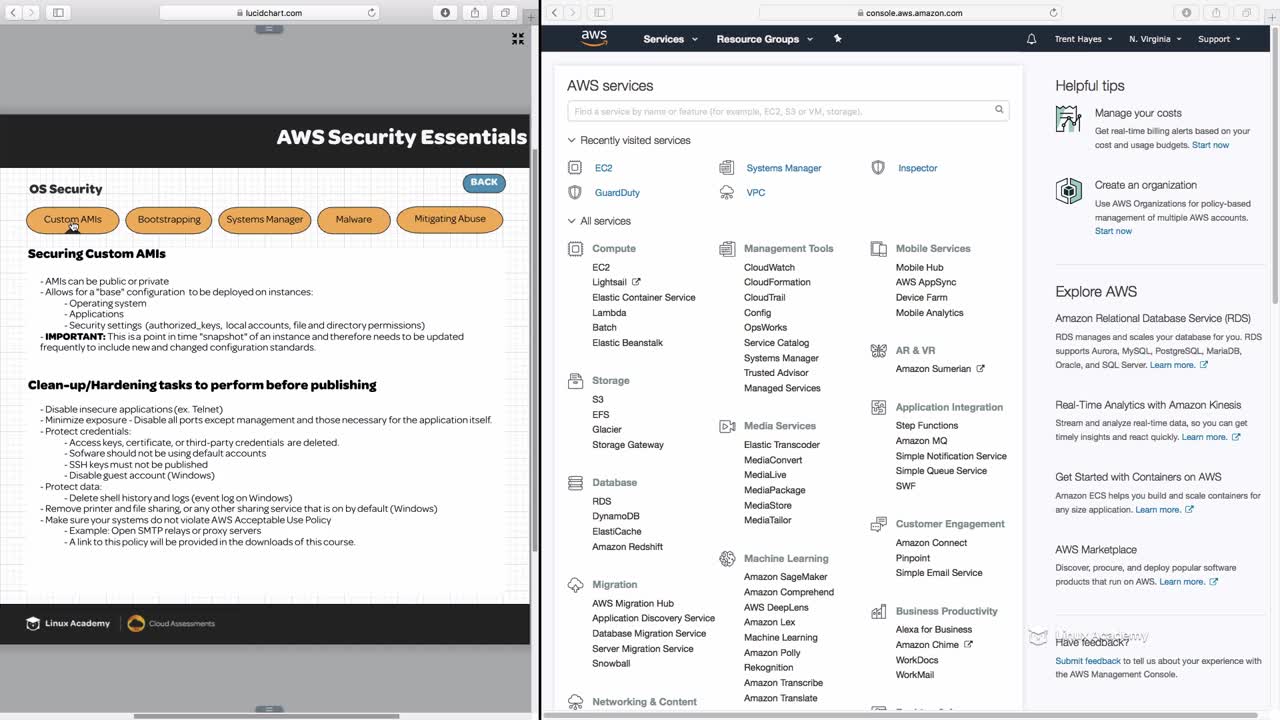 lucidchart.com
AWS Security Essentials
OS Security
BACK
Custom AMIs
Bootstrapping
Systems Manager
Malware
Mitigating Abuse
Securing Custom AMIs
- AMIs can be public or private
- Allows for a "base" configuration to be deployed on instances:
- Operating system
- Applications
- Security settings (authorized_keys, local accounts, file and directory permissions)
- IMPORTANT: This is a point in time "snapshot" of an instance and therefore needs to be updated
frequently to include new and changed configuration standards.
Clean-up/Hardening tasks to perform before publishing
- Disable insecure applications (ex. Telnet)
- Minimize exposure - Disable all ports except management and those necessary for the application itself.
- Protect credentials:
- Access keys, certificate, or third-party credentials are deleted.
- Sofware should not be using default accounts
- SSH keys must not be published
- Disable guest account (Windows)
- Protect data:
- Delete shell history and logs (event log on Windows)
- Remove printer and file sharing, or any other sharing service that is on by default (Windows)
- Make sure your systems do not violate AWS Acceptable Use Policy
- Example: Open SMTP relays or proxy servers
- A link to this policy will be provided in the downloads of this course.
Linux Academy
Cloud Assessments
console.aws.amazon.com
aws
Services
Resource Groups
Trent Hayes
N. Virginia
Support
AWS services
Find a service by name or feature (for example, EC2, S3 or VM, storage).
Recently visited services
EC2
Systems Manager
Inspector
GuardDuty
VPC
All services
Compute
EC2
Lightsail
Elastic Container Service
Lambda
Batch
Elastic Beanstalk
Storage
S3
EFS
Glacier
Storage Gateway
Database
RDS
DynamoDB
ElastiCache
Amazon Redshift
Migration
AWS Migration Hub
Application Discovery Service
Database Migration Service
Server Migration Service
Snowball
Networking & Content
Management Tools
CloudWatch
CloudFormation
CloudTrail
Config
OpsWorks
Service Catalog
Systems Manager
Trusted Advisor
Managed Services
Media Services
Elastic Transcoder
MediaConvert
MediaLive
MediaPackage
MediaStore
MediaTailor
Machine Learning
Amazon SageMaker
Amazon Comprehend
AWS DeepLens
Amazon Lex
Machine Learning
Amazon Polly
Rekognition
Amazon Transcribe
Amazon Translate
Mobile Services
Mobile Hub
AWS AppSync
Device Farm
Mobile Analytics
AR & VR
Amazon Sumerian
Application Integration
Step Functions
Amazon MQ
Simple Notification Service
Simple Queue Service
SWF
Customer Engagement
Amazon Connect
Pinpoint
Simple Email Service
Business Productivity
Alexa for Business
Amazon Chime
WorkDocs
WorkMail
Helpful tips
Manage your costs
Get real-time billing alerts based on your
cost and usage budgets. Start now
Create an organization
Use AWS Organizations for policy-based
management of multiple AWS accounts.
Start now
Explore AWS
Amazon Relational Database Service (RDS)
RDS manages and scales your database for you. RDS
supports Aurora, MySQL, PostgreSQL, MariaDB,
Oracle, and SQL Server. Learn more.
Real-Time Analytics with Amazon Kinesis
Stream and analyze real-time data, so you can get
timely insights and react quickly. Learn more.
Get Started with Containers on AWS
Amazon ECS helps you build and scale containers for
any size application. Learn more.
AWS Marketplace
Discover, procure, and deploy popular software
products that run on AWS. Learn more.
Linux Academy
Have feedback?
Submit feedback to tell us about your experience with
the AWS Management Console.